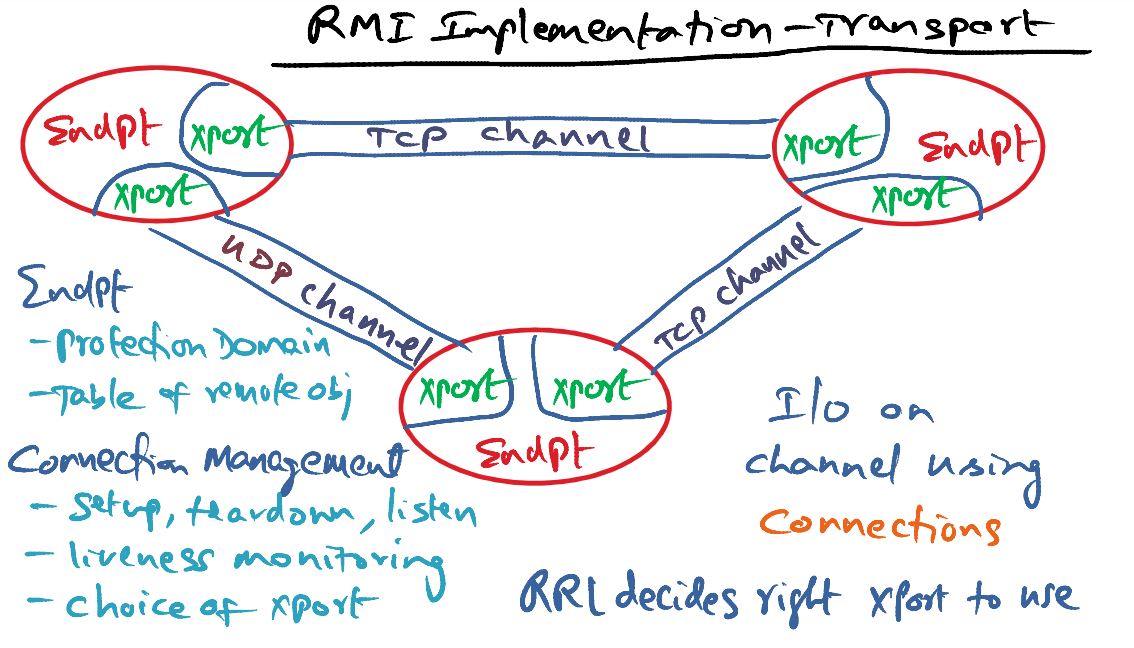 RMI Implementation - Transport
Endpt
xport
xport
TCP channel
xport
Endpt
xport
UDP channel
TCP channel
xport
xport
Endpt
Endpt
- Protection Domain
- Table of remote obj
Connection Management
- setup, teardown, listen
- liveness monitoring
- choice of xport
I/O on
channel using
Connections
RRL decides right xport to use